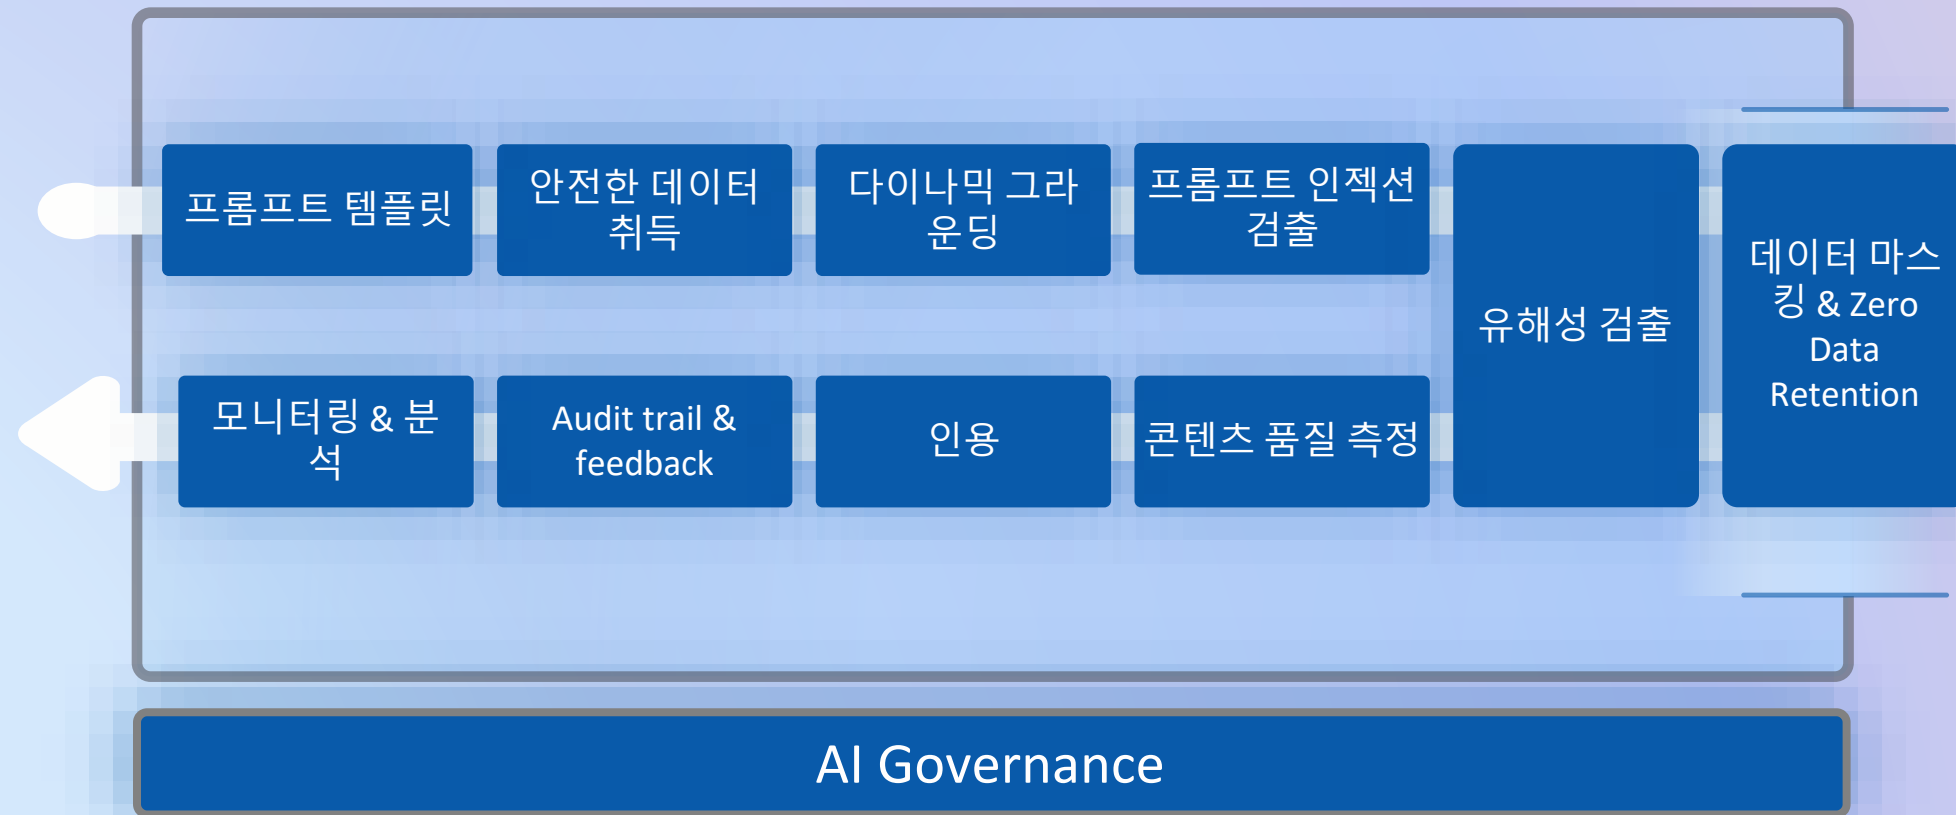 프롬프트 템플릿
안전한 데이터
취득
다이나믹 그라
운딩
프롬프트 인젝션
검출
유해성 검출
데이터 마스
킹 & Zero
Data
Retention
모니터링 & 분
석
Audit trail &
feedback
인용
콘텐츠 품질 측정
AI Governance